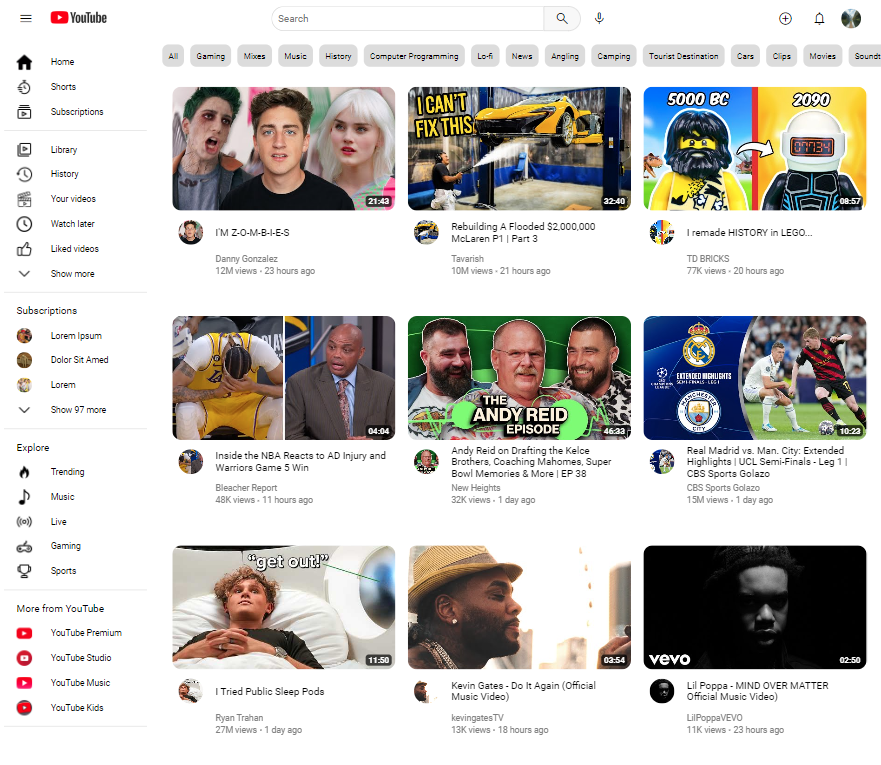 YouTube
Search
Home
Shorts
Subscriptions
Library
History
Your videos
Watch later
Liked videos
Show more
Subscriptions
Lorem Ipsum
Dolor Sit Amed
Lorem
Show 97 more
Explore
Trending
Music
Live
Gaming
Sports
More from YouTube
YouTube Premium
YouTube Studio
YouTube Music
YouTube Kids
All Gaming Mixes Music History Computer Programming Lo-fi News Angling Camping Tourist Destination Cars Clips Movies Soundt
21:43
I'M Z-O-M-B-I-E-S
Danny Gonzalez
12M views • 23 hours ago
I CAN'T
FIX THIS
32:40
Rebuilding A Flooded $2,000,000
McLaren P1 | Part 3
Tavarish
10M views • 21 hours ago
5000 BC 2090
07734
08:57
I remade HISTORY in LEGO...
TD BRICKS
77K views • 20 hours ago
04:04
Inside the NBA Reacts to AD Injury and
Warriors Game 5 Win
Bleacher Report
48K views • 11 hours ago
THE
ANDY REID
EPISODE
46:33
Andy Reid on Drafting the Kelce
Brothers, Coaching Mahomes, Super
Bowl Memories & More | EP 38
New Heights
32K views • 1 day ago
EXTENDED HIGHLIGHTS
SEMI-FINALS - LEG 1
CHAMPIONS
LEAGUE
MANCHESTER
CITY
10:23
Real Madrid vs. Man. City: Extended
Highlights | UCL Semi-Finals - Leg 1 |
CBS Sports Golazo
CBS Sports Golazo
15M views • 1 day ago
"get out!"
11:50
I Tried Public Sleep Pods
Ryan Trahan
27M views • 1 day ago
03:54
Kevin Gates - Do It Again (Official
Music Video)
kevingatesTV
13K views • 18 hours ago
vevo
02:50
Lil Poppa - MIND OVER MATTER
Official Music Video)
LilPoppaVEVO
11K views • 23 hours ago